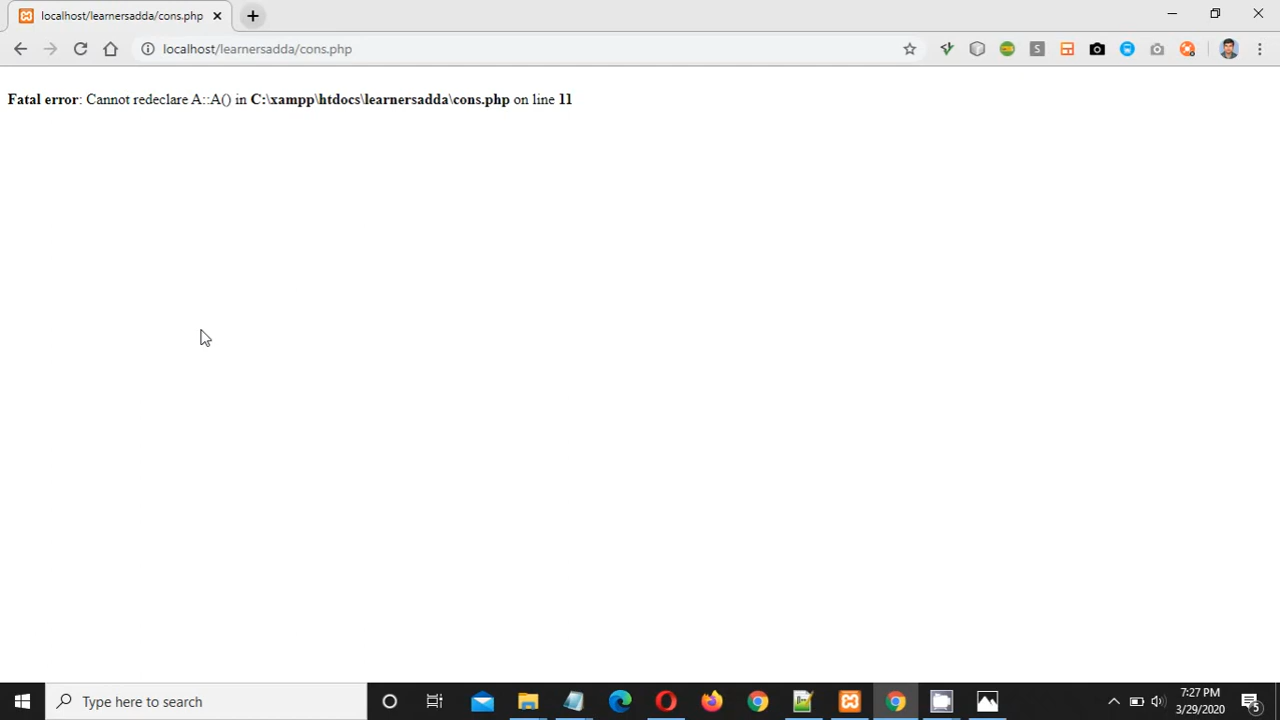 localhost/learnersadda/cons.php
localhost/learnersadda/cons.php
Fatal error: Cannot redeclare A::A() in C:\xampp\htdocs\learnersadda\cons.php on line 11
Type here to search
7:27 PM
3/29/2020
5